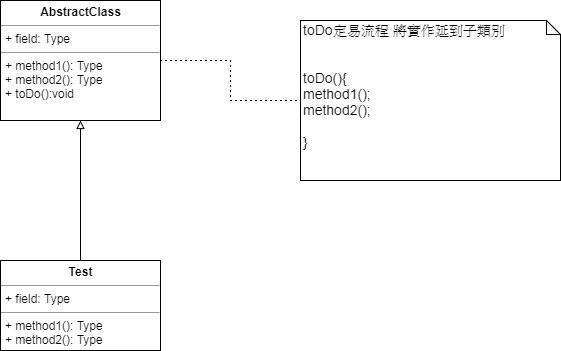 AbstractClass
+ field: Type
+ method1(): Type
+ method2(): Type
+ toDo():void
toDo定易流程 將實作延到子類別
toDo(){
method1();
method2();
}
Test
+ field: Type
+ method1(): Type
+ method2(): Type